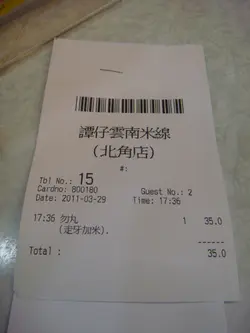 譚仔雲南米線
(北角店)
#:
Tbl No.: 15
Cardno: 800180 Guest No.: 2
Date: 2011-03-29 Time: 17:36
17:36 勿丸 1 35.0
(走牙加米).
------
Total : 35.0